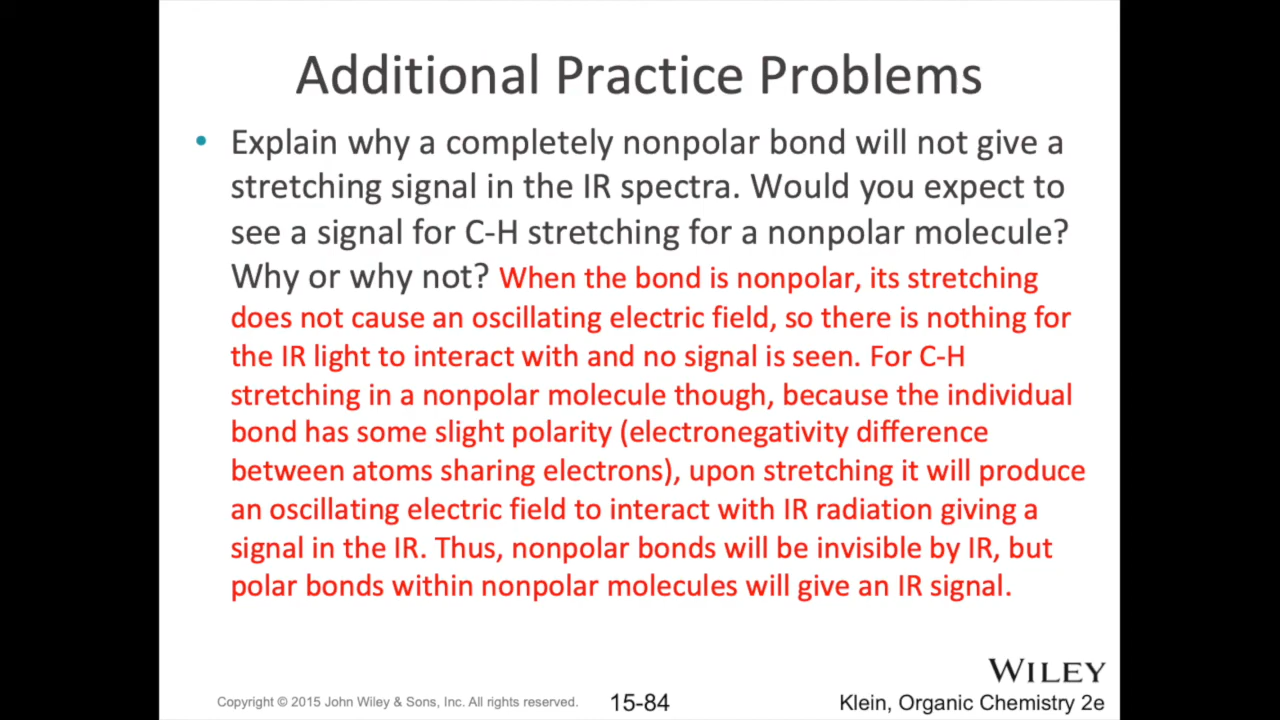 Additional Practice Problems
• Explain why a completely nonpolar bond will not give a
stretching signal in the IR spectra. Would you expect to
see a signal for C-H stretching for a nonpolar molecule?
Why or why not? When the bond is nonpolar, its stretching
does not cause an oscillating electric field, so there is nothing for
the IR light to interact with and no signal is seen. For C-H
stretching in a nonpolar molecule though, because the individual
bond has some slight polarity (electronegativity difference
between atoms sharing electrons), upon stretching it will produce
an oscillating electric field to interact with IR radiation giving a
signal in the IR. Thus, nonpolar bonds will be invisible by IR, but
polar bonds within nonpolar molecules will give an IR signal.
WILEY
Copyright © 2015 John Wiley & Sons, Inc. All rights reserved.
15-84
Klein, Organic Chemistry 2e